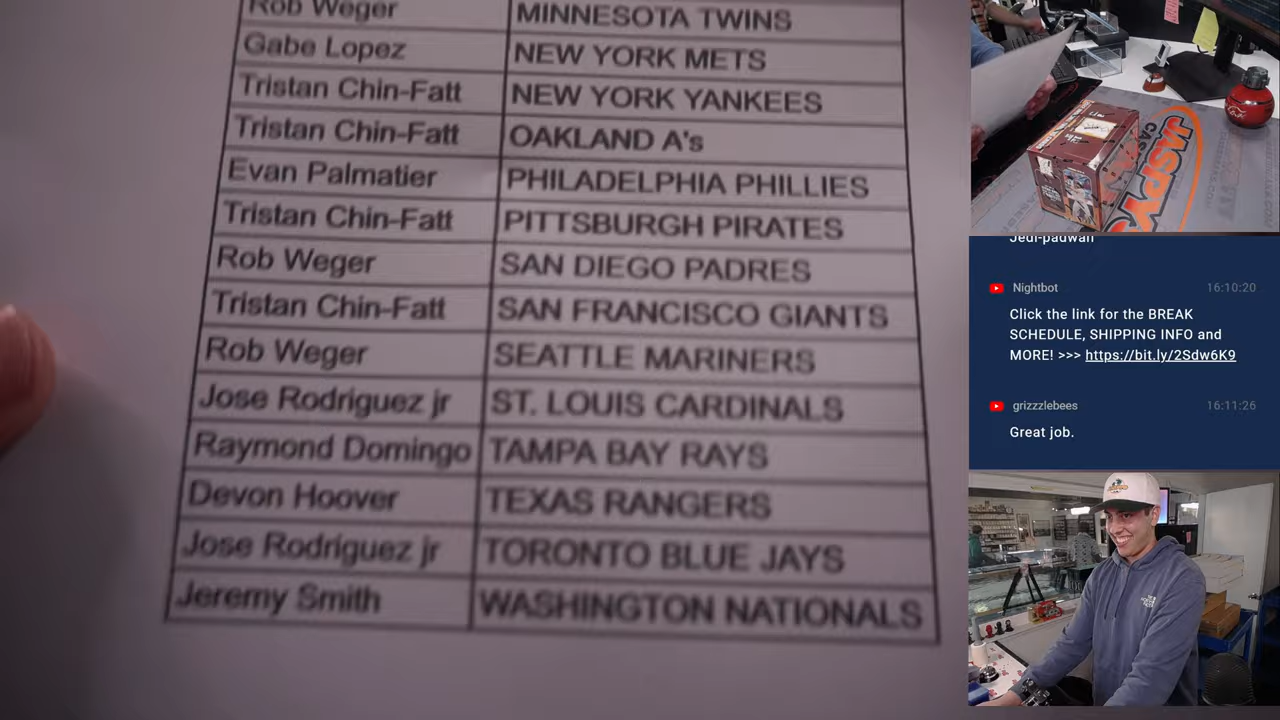 Rob Weger MINNESOTA TWINS
Gabe Lopez NEW YORK METS
Tristan Chin-Fatt NEW YORK YANKEES
Tristan Chin-Fatt OAKLAND A's
Evan Palmatier PHILADELPHIA PHILLIES
Tristan Chin-Fatt PITTSBURGH PIRATES
Rob Weger SAN DIEGO PADRES
Tristan Chin-Fatt SAN FRANCISCO GIANTS
Rob Weger SEATTLE MARINERS
Jose Rodriguez jr ST. LOUIS CARDINALS
Raymond Domingo TAMPA BAY RAYS
Devon Hoover TEXAS RANGERS
Jose Rodriguez jr TORONTO BLUE JAYS
Jeremy Smith WASHINGTON NATIONALS
JASPY
Jedi-padwan
Nightbot 16:10:20
Click the link for the BREAK
SCHEDULE, SHIPPING INFO and
MORE! >>> https://bit.ly/2Sdw6K9
grizzzlebees 16:11:26
Great job.